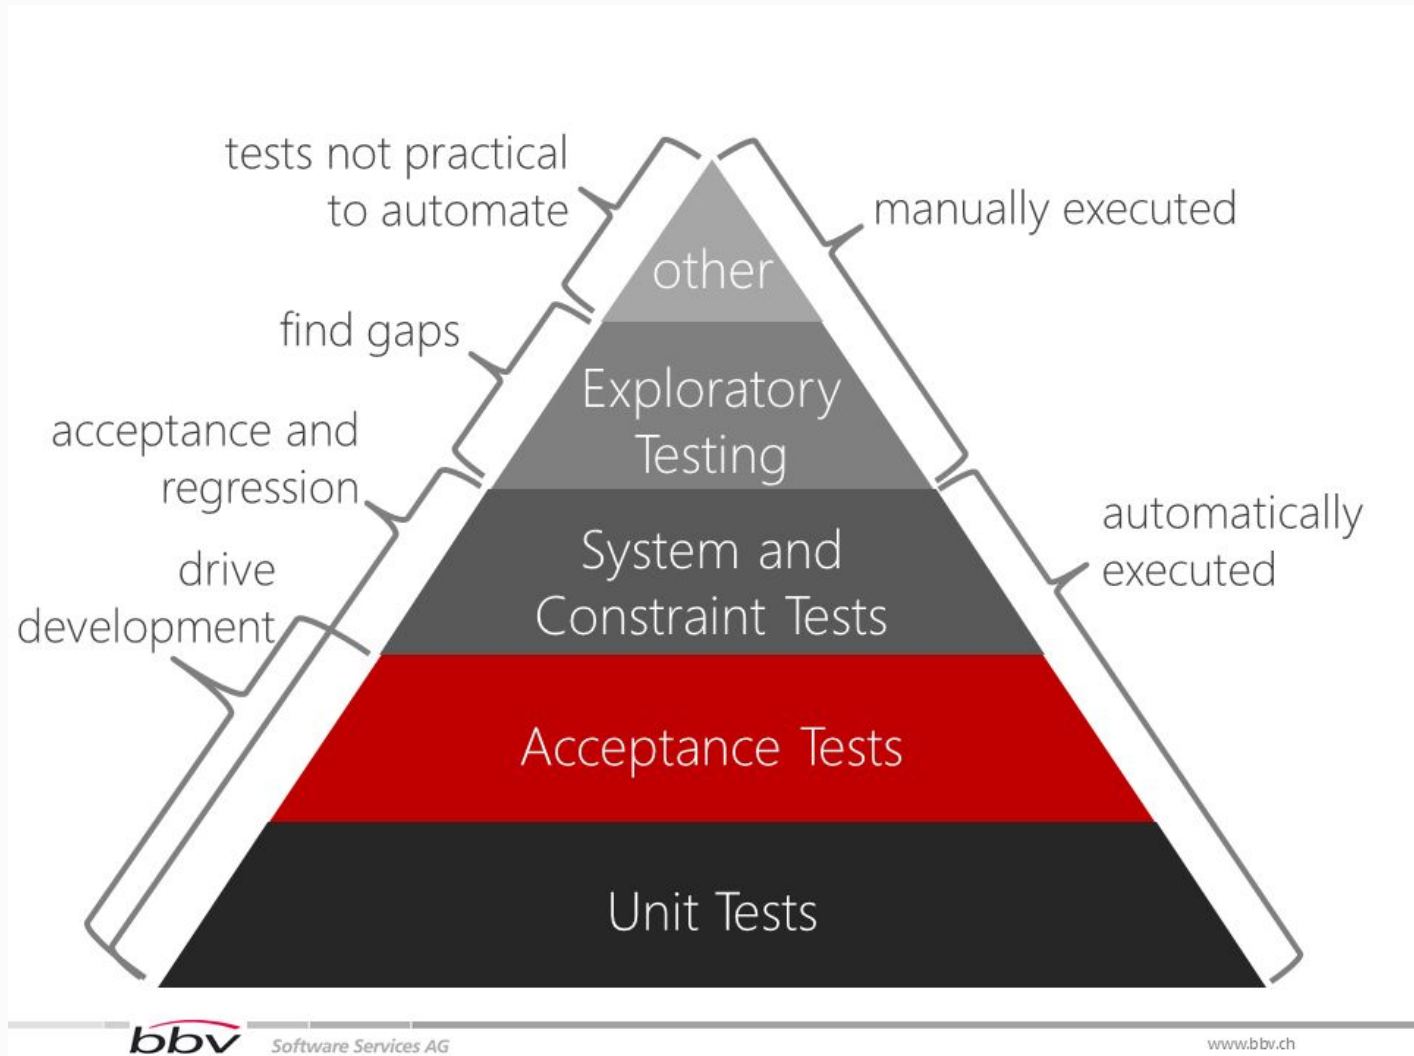 tests not practical
to automate
manually executed
other
find gaps
Exploratory
Testing
acceptance and
regression
automatically
executed
System and
Constraint Tests
drive
development
Acceptance Tests
Unit Tests
bbv
Software Services AG
www.bbv.ch